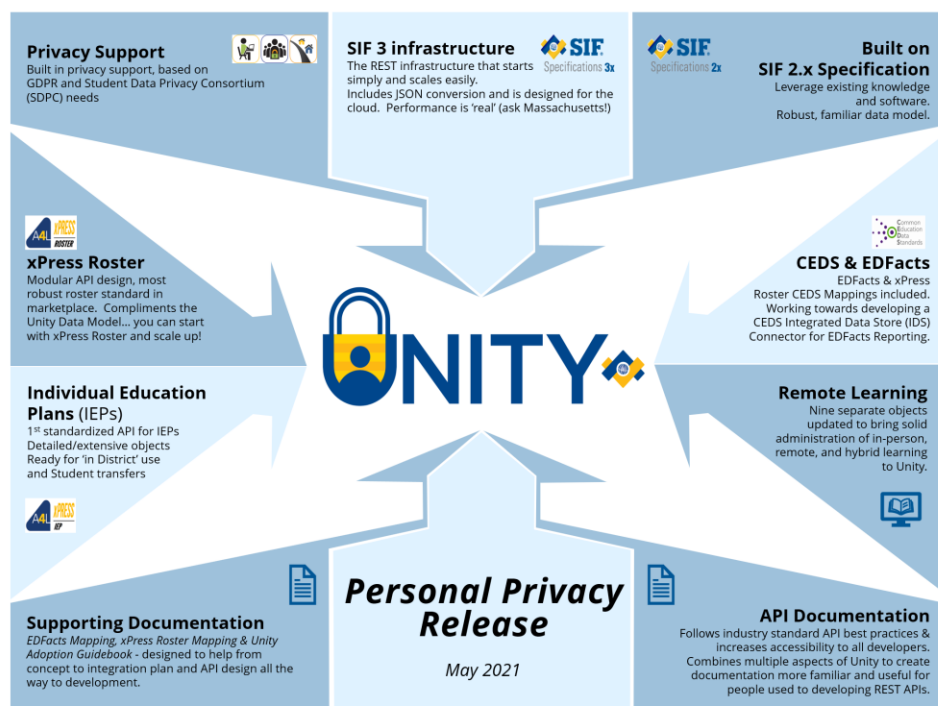 Privacy Support
Built in privacy support, based on
GDPR and Student Data Privacy Consortium
(SDPC) needs
SIF 3 infrastructure
The REST infrastructure that starts
simply and scales easily.
Includes JSON conversion and is designed for the
cloud. Performance is ‘real’ (ask Massachusetts!)
SIF
Specifications 3x
SIF
Specifications 2x
Built on
SIF 2.x Specification
Leverage existing knowledge
and software.
Robust, familiar data model.
A4L xPRESS
ROSTER
xPress Roster
Modular API design, most
robust roster standard in
marketplace. Compliments the
Unity Data Model... you can start
with xPress Roster and scale up!
Common
Education
Data
Standards
CEDS & EDFacts
EDFacts & xPress
Roster CEDS Mappings included.
Working towards developing a
CEDS Integrated Data Store (IDS)
Connector for EDFacts Reporting.
UNITY
Individual Education
Plans (IEPs)
1st standardized API for IEPs
Detailed/extensive objects
Ready for ‘in District’ use
and Student transfers
A4L xPRESS
IEP
Remote Learning
Nine separate objects
updated to bring solid
administration of in-person,
remote, and hybrid learning
to Unity.
Supporting Documentation
EDFacts Mapping, xPress Roster Mapping & Unity
Adoption Guidebook - designed to help from
concept to integration plan and API design all the
way to development.
Personal Privacy
Release
May 2021
API Documentation
Follows industry standard API best practices &
increases accessibility to all developers.
Combines multiple aspects of Unity to create
documentation more familiar and useful for
people used to developing REST APIs.